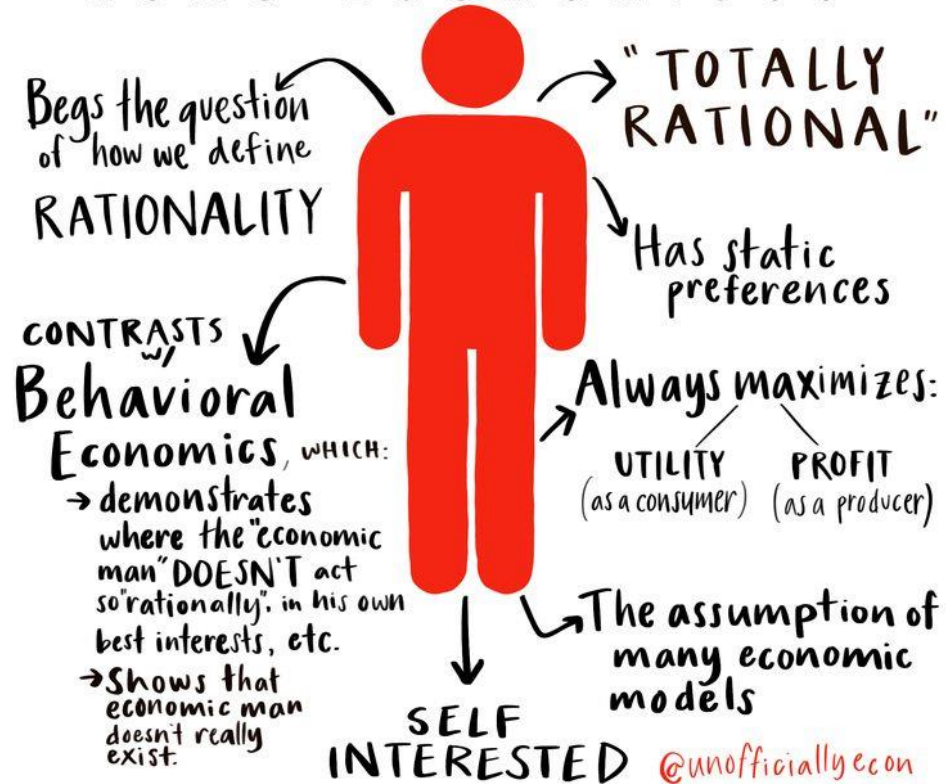 Begs the question
of how we define
RATIONALITY
"TOTALLY
RATIONAL"
Has static
preferences
CONTRASTS
w/
Behavioral
Economics, WHICH:
→ demonstrates
where the "economic
man" DOESN'T act
so "rationally", in his own
best interests, etc.
→ Shows that
economic man
doesn't really
exist.
Always maximizes:
UTILITY
(as a consumer)
PROFIT
(as a producer)
The assumption of
many economic
models
SELF
INTERESTED
@unofficiallyecon